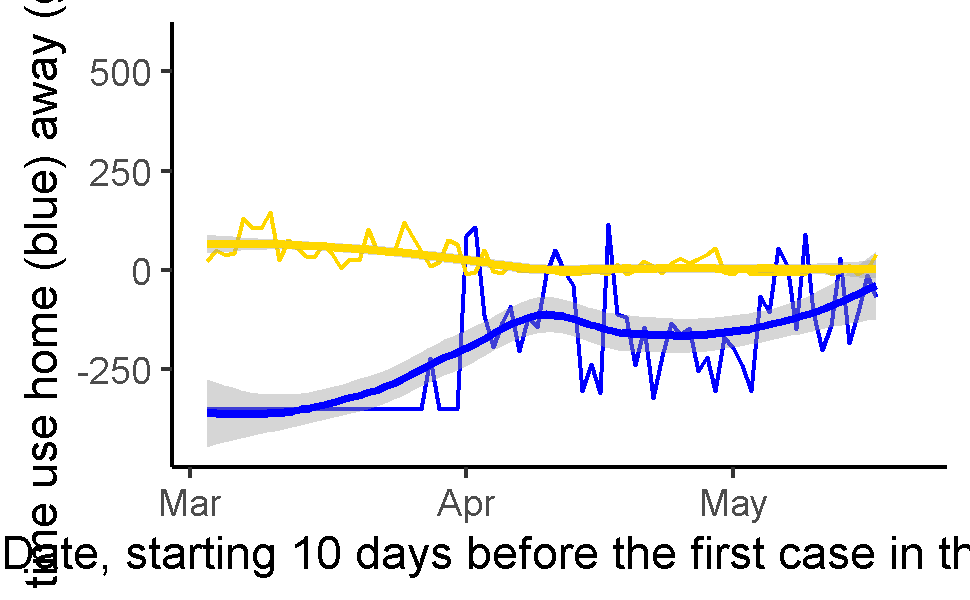 time use home (blue) away (
500
250
0
-250
Mar Apr May
Date, starting 10 days before the first case in th